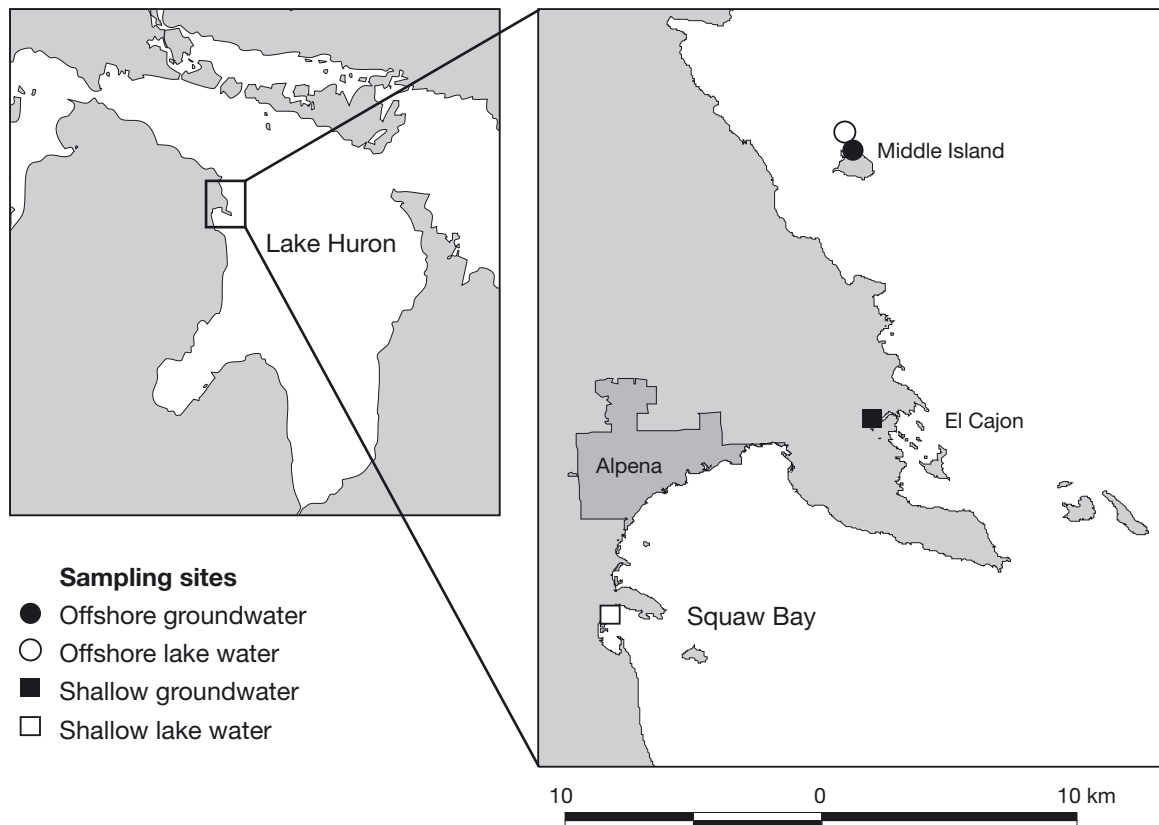 Middle Island
Lake Huron
El Cajon
Alpena
Squaw Bay
Sampling sites
Offshore groundwater
Offshore lake water
Shallow groundwater
Shallow lake water
10 0 10 km